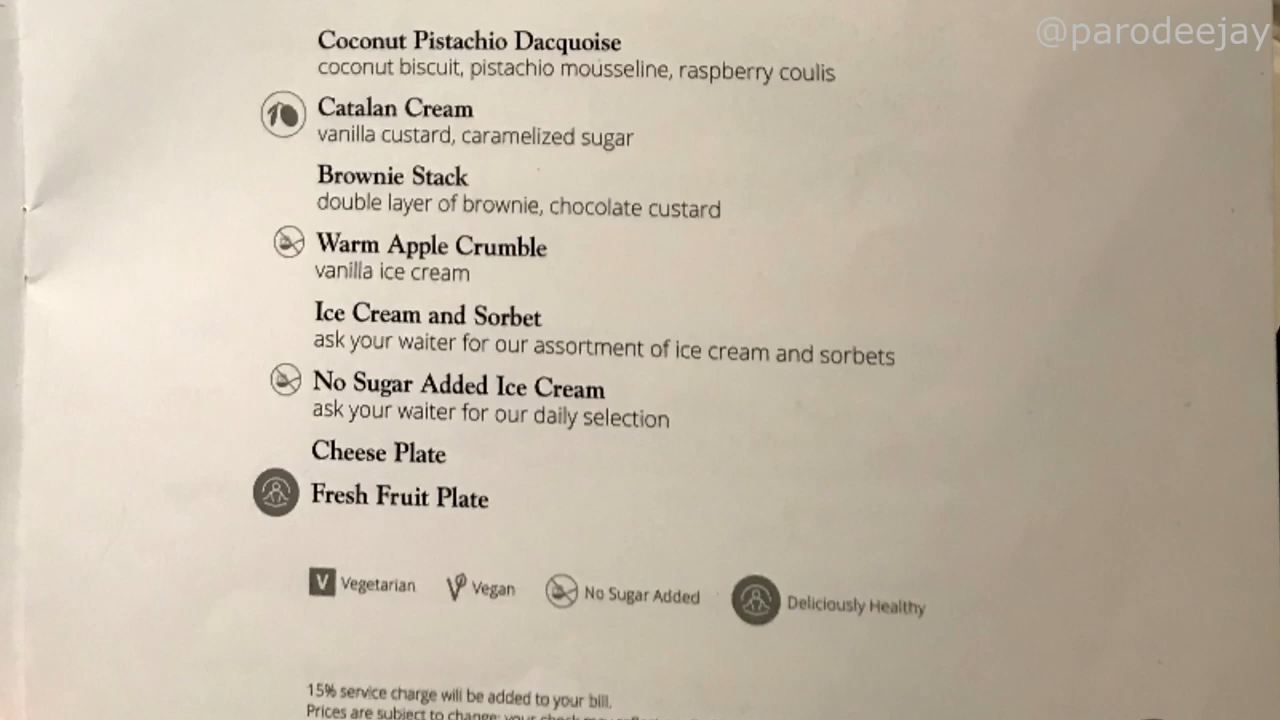 @parodeejay
Coconut Pistachio Dacquoise
coconut biscuit, pistachio mousseline, raspberry coulis
Catalan Cream
vanilla custard, caramelized sugar
Brownie Stack
double layer of brownie, chocolate custard
Warm Apple Crumble
vanilla ice cream
Ice Cream and Sorbet
ask your waiter for our assortment of ice cream and sorbets
No Sugar Added Ice Cream
ask your waiter for our daily selection
Cheese Plate
Fresh Fruit Plate
V Vegetarian V Vegan No Sugar Added Deliciously Healthy
15% service charge will be added to your bill.
Prices are subject to change; your check may